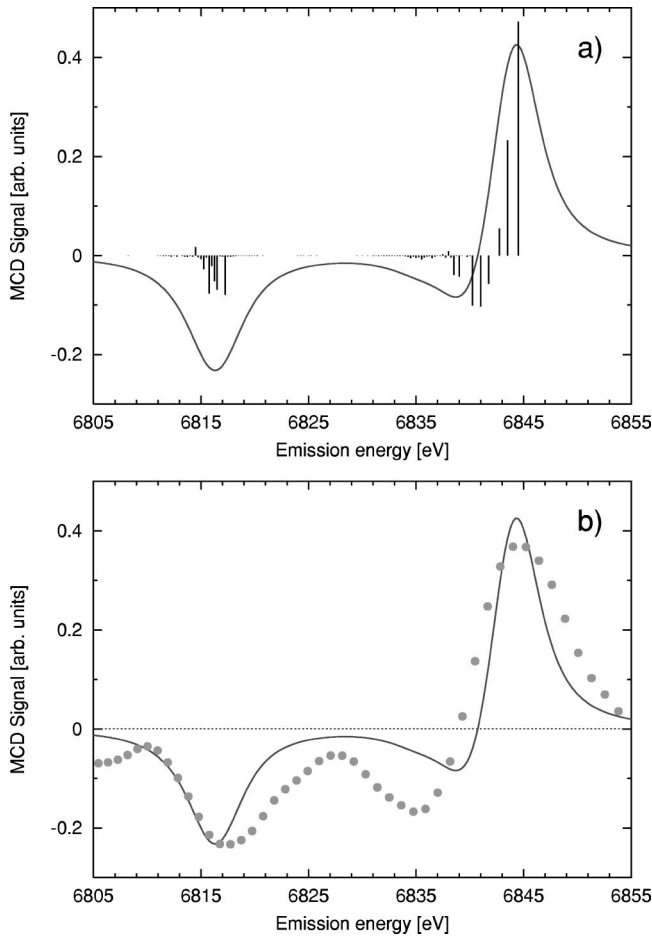 a)
0.4
0.2
0
-0.2
MCD Signal [arb. units]
6805 6815 6825 6835 6845 6855
Emission energy [eV]
b)
0.4
0.2
0
-0.2
MCD Signal [arb. units]
6805 6815 6825 6835 6845 6855
Emission energy [eV]